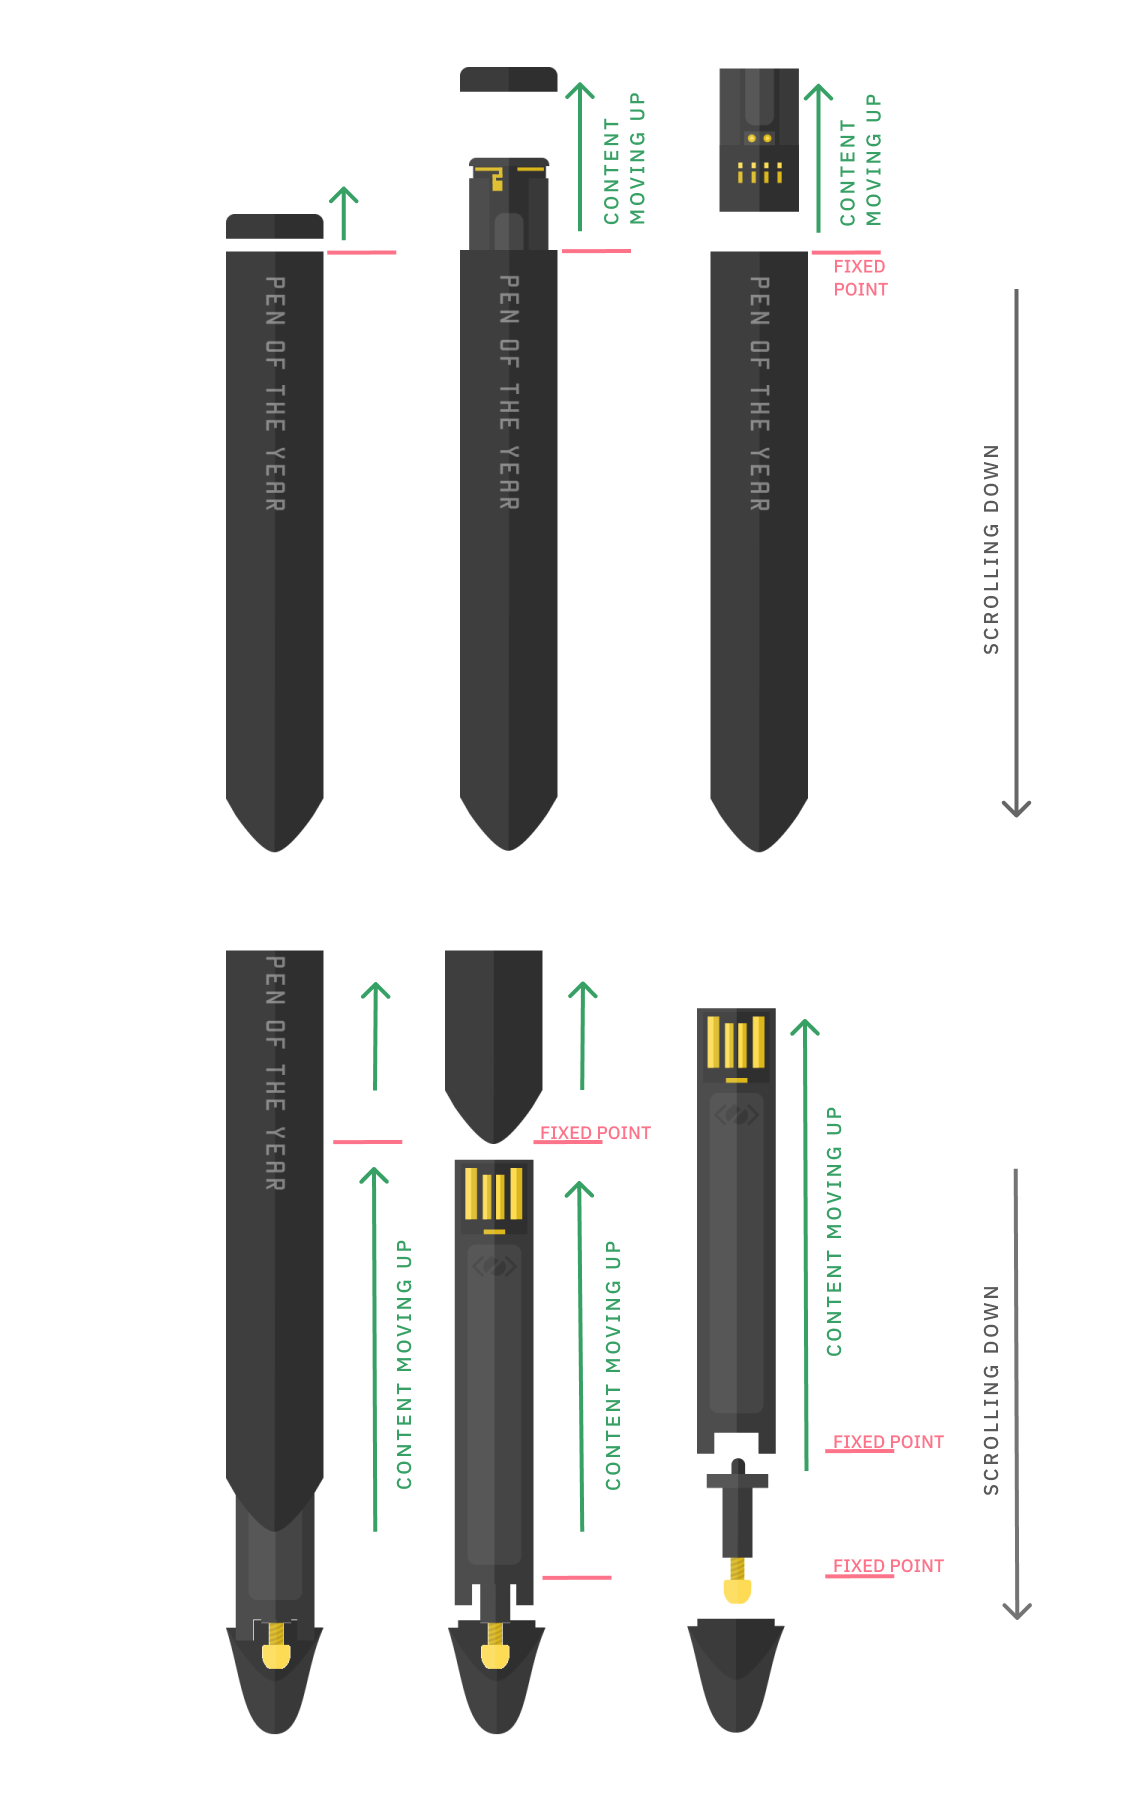 CONTENT
MOVING UP
CONTENT
MOVING UP
FIXED
POINT
PEN OF THE YEAR
PEN OF THE YEAR
PEN OF THE YEAR
SCROLLING DOWN
PEN OF THE YEAR
FIXED POINT
CONTENT MOVING UP
CONTENT MOVING UP
CONTENT MOVING UP
SCROLLING DOWN
FIXED POINT
FIXED POINT